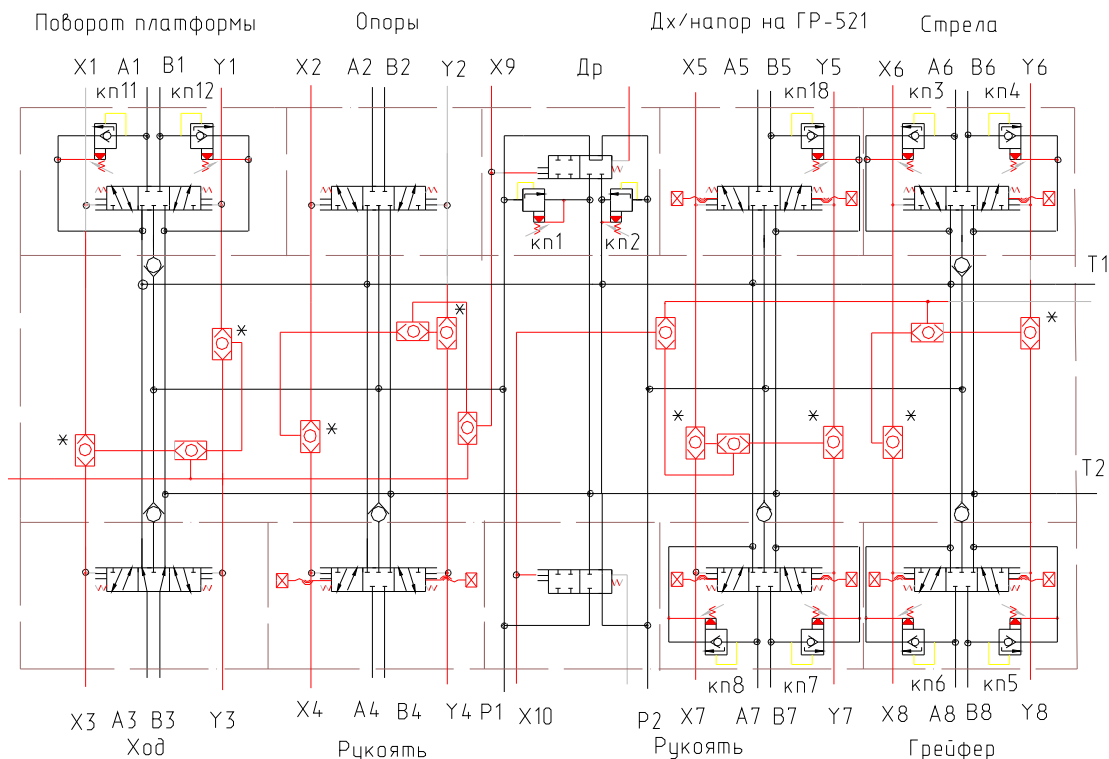 Поворот платформы Опоры Дх/напор на ГР-521 Стрела
X1 A1 B1 Y1 X2 A2 B2 Y2 X9 Др X5 A5 B5 Y5 X6 A6 B6 Y6
кп11 кп12 кп18 кп3 кп4
кп1 кп2
T1
*
*
*
*
*
*
*
*
T2
кп8 кп7 кп6 кп5
X3 A3 B3 Y3 X4 A4 B4 Y4 P1 X10 P2 X7 A7 B7 Y7 X8 A8 B8 Y8
Ход Рукоять Рукоять Грейфер